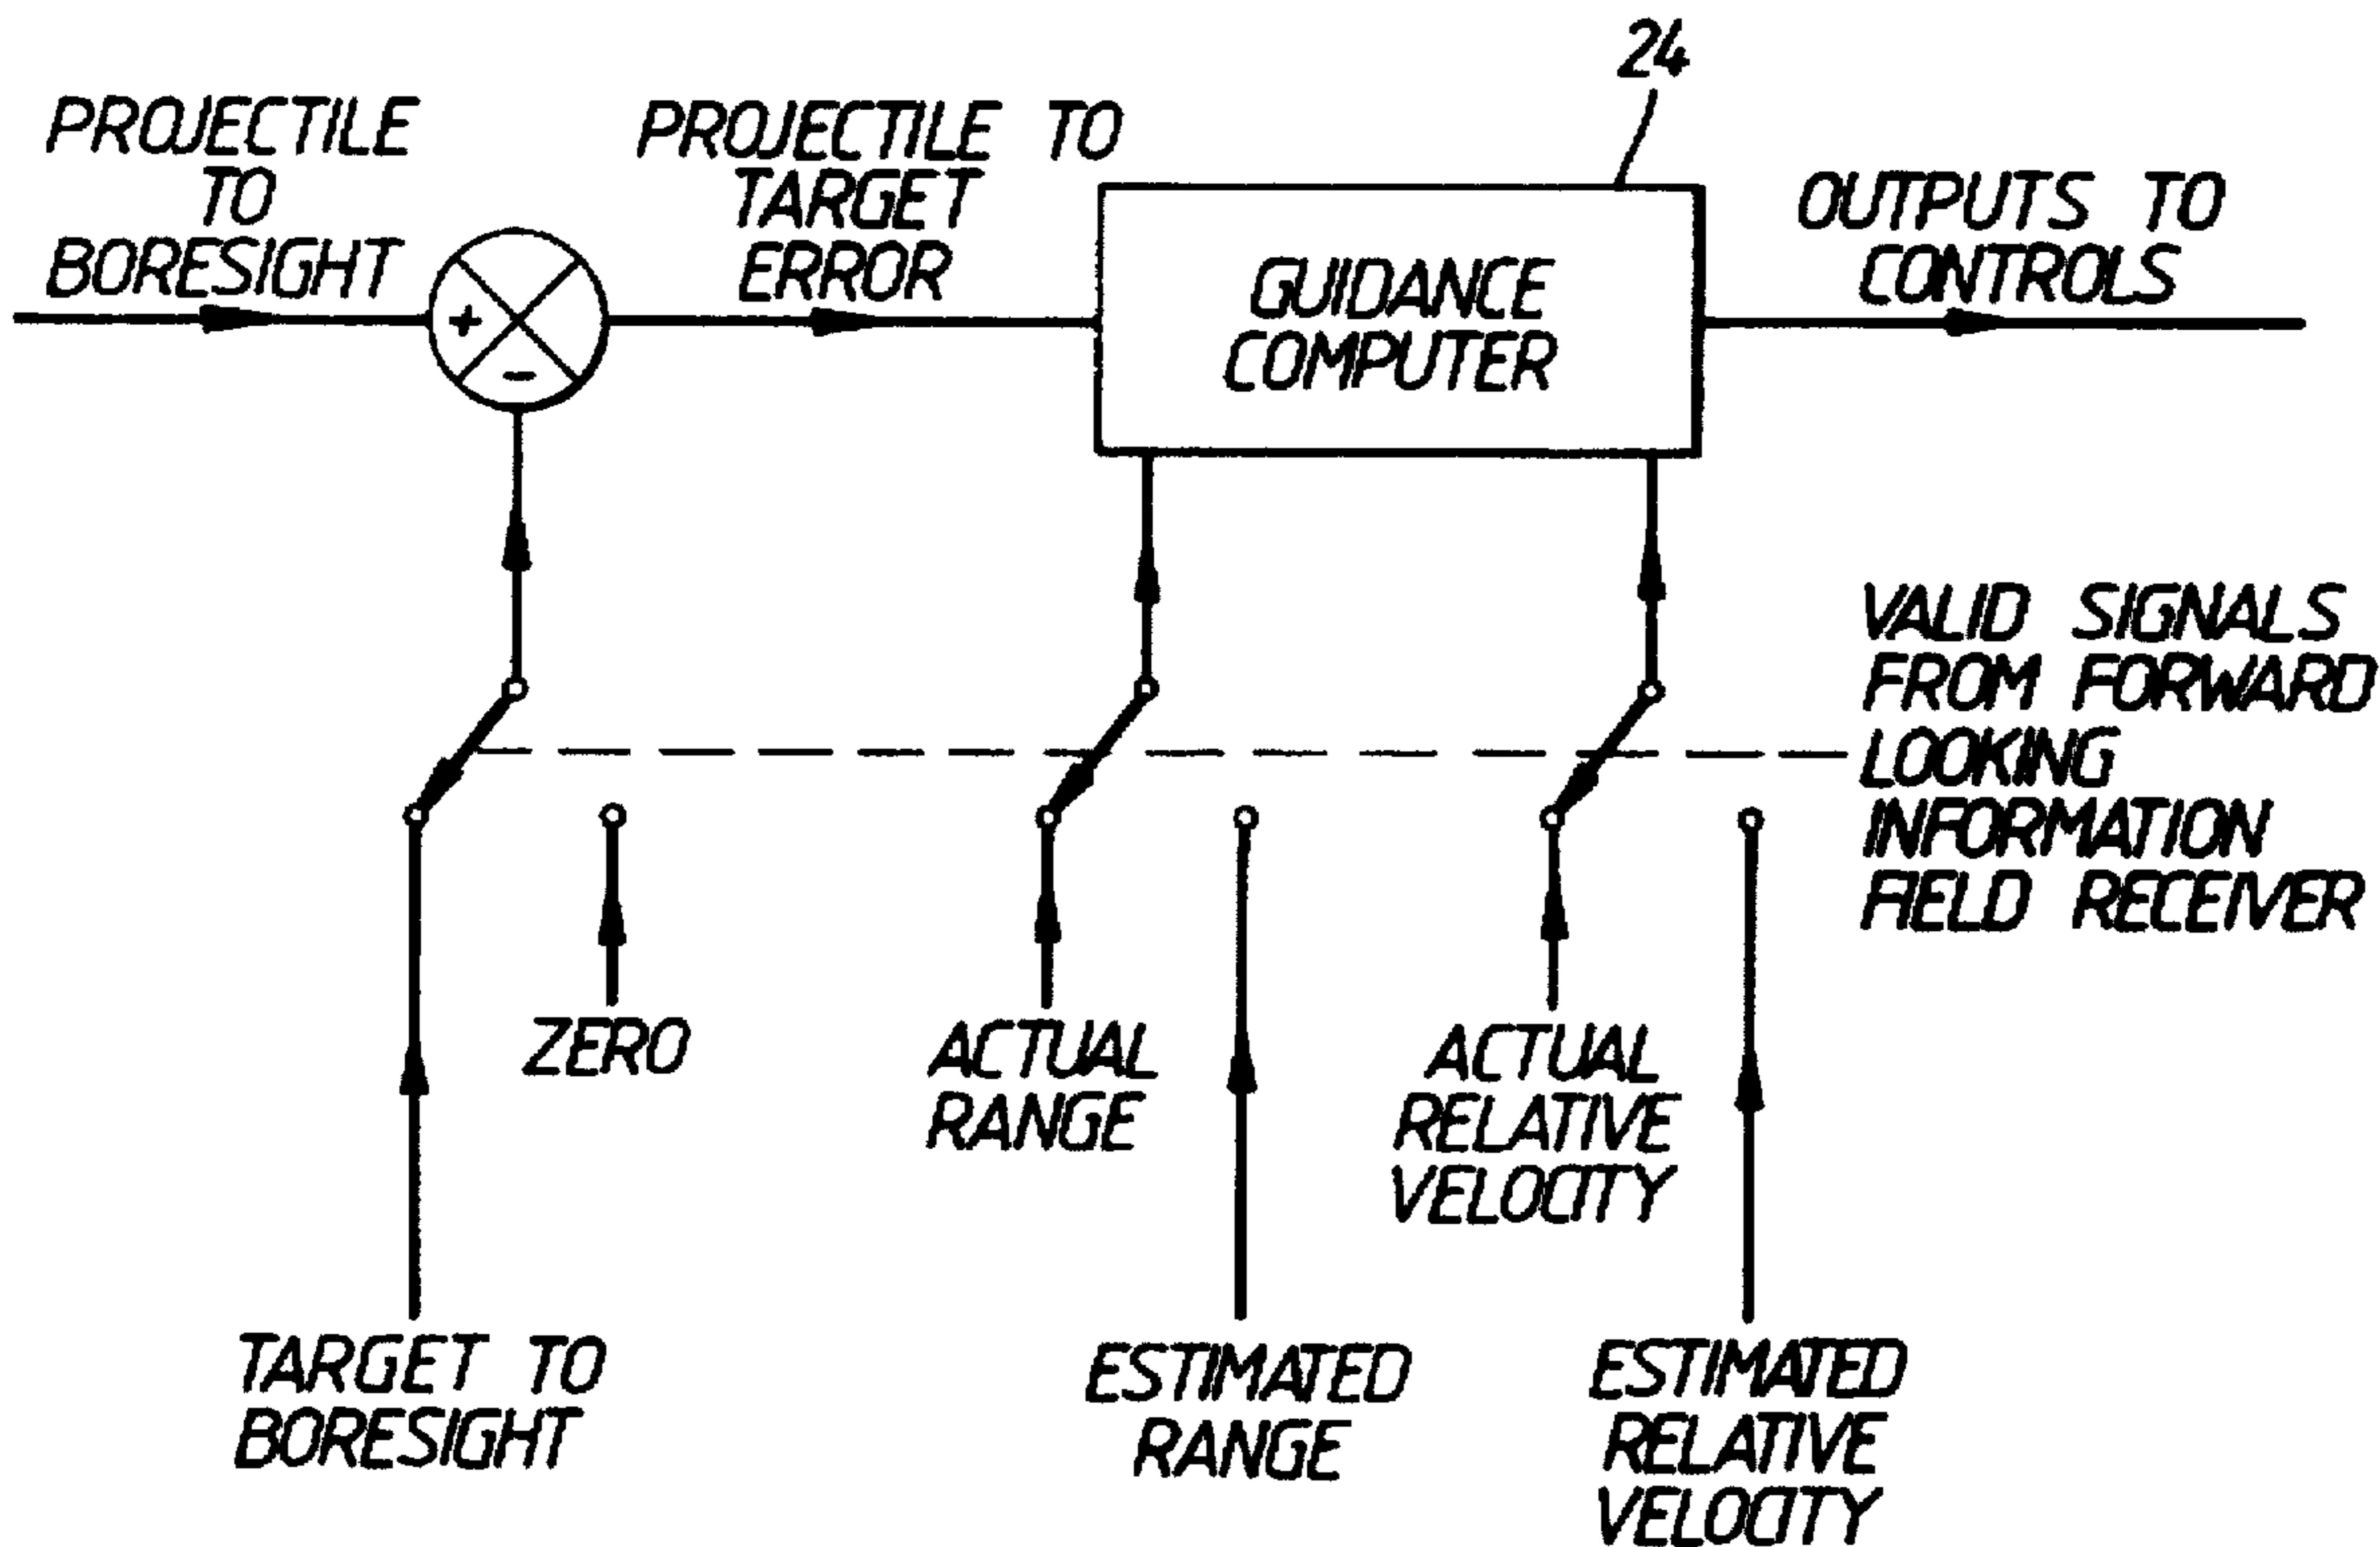 24
PROJECTILE
TO
BORESIGHT
PROJECTILE TO
TARGET
ERROR
+
-
GUIDANCE
COMPUTER
OUTPUTS TO
CONTROLS
VALID SIGNALS
FROM FORWARD
LOOKING
INFORMATION
FIELD RECEIVER
ZERO
ACTUAL
RANGE
ACTUAL
RELATIVE
VELOCITY
TARGET TO
BORESIGHT
ESTIMATED
RANGE
ESTIMATED
RELATIVE
VELOCITY